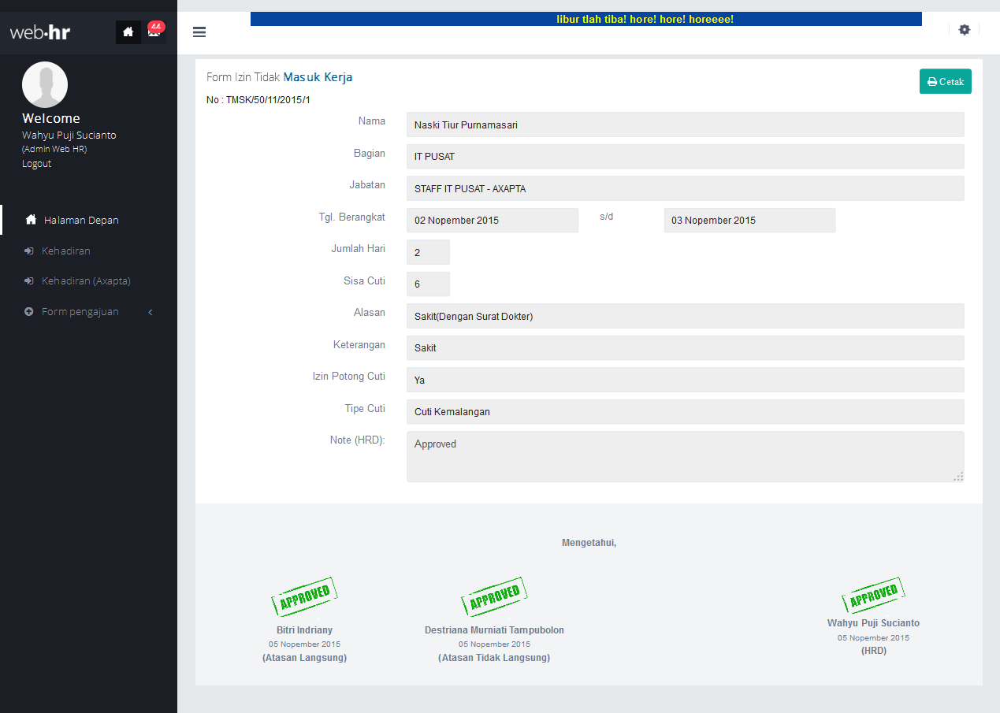 libur tlah tiba! hore! hore! horeeee!
web.hr
44
Welcome
Wahyu Puji Sucianto
(Admin Web HR)
Logout
Halaman Depan
Kehadiran
Kehadiran (Axapta)
Form pengajuan
Form Izin Tidak Masuk Kerja
Cetak
No : TMSK/50/11/2015/1
Nama Naski Tiur Purnamasari
Bagian IT PUSAT
Jabatan STAFF IT PUSAT - AXAPTA
Tgl. Berangkat 02 Nopember 2015 s/d 03 Nopember 2015
Jumlah Hari 2
Sisa Cuti 6
Alasan Sakit(Dengan Surat Dokter)
Keterangan Sakit
Izin Potong Cuti Ya
Tipe Cuti Cuti Kemalangan
Note (HRD): Approved
Mengetahui,
APPROVED
Bitri Indriany
05 Nopember 2015
(Atasan Langsung)
APPROVED
Destriana Murniati Tampubolon
05 Nopember 2015
(Atasan Tidak Langsung)
APPROVED
Wahyu Puji Sucianto
05 Nopember 2015
(HRD)